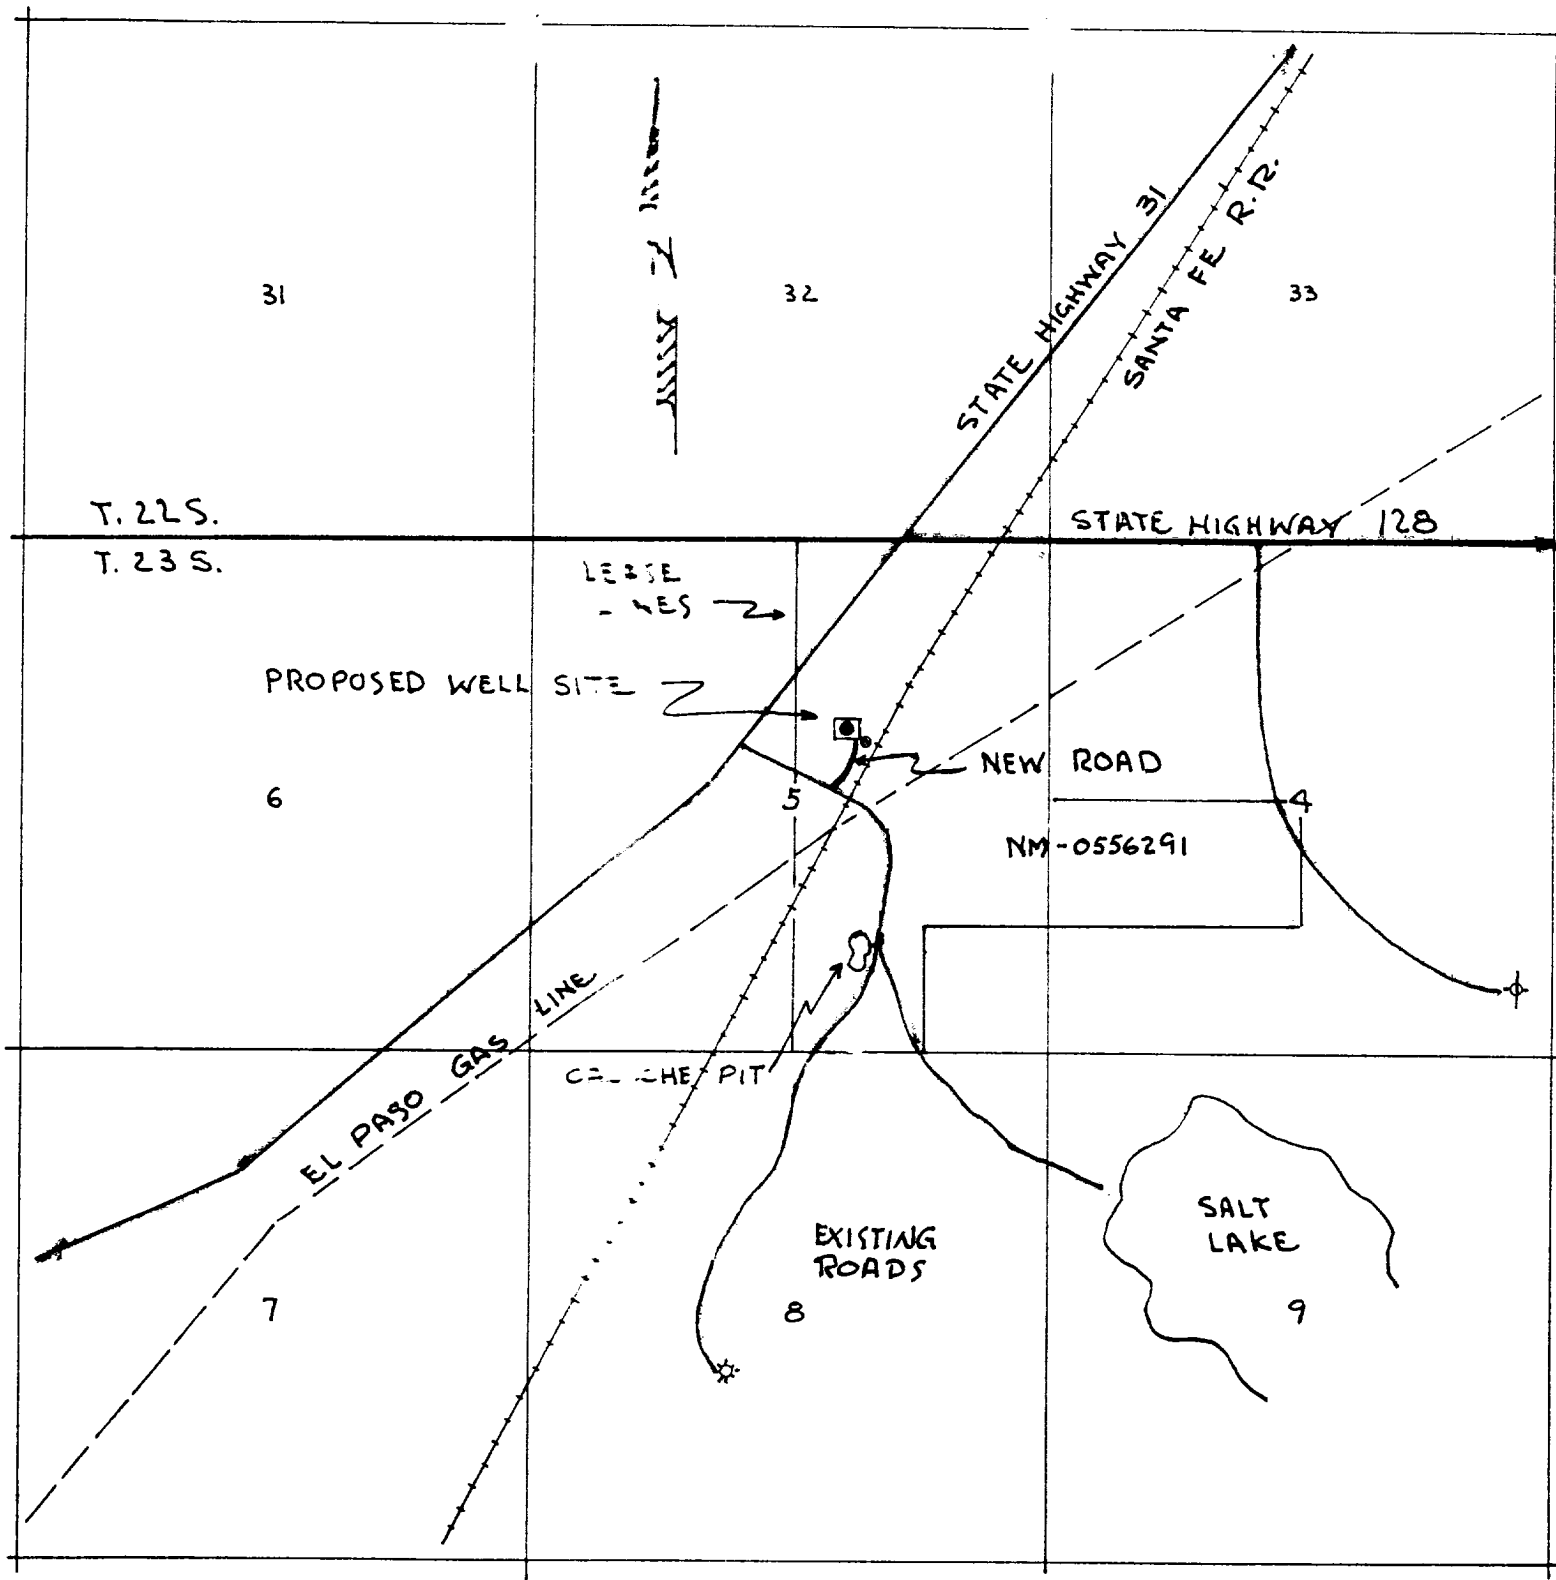 31
32
33
STATE HIGHWAY 31
SANTA FE R.R.
T. 22 S.
STATE HIGHWAY 128
T. 23 S.
PROPOSED WELL SITE
NEW ROAD
6
5
4
NM-0556291
EL PASO GAS LINE
PIT
SALT
LAKE
EXISTING
ROADS
7
8
9